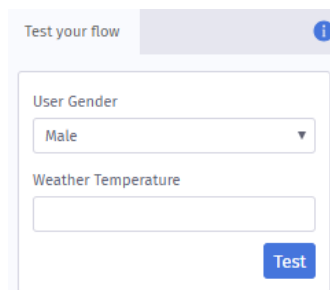 Test your flow
i
User Gender
Male
Weather Temperature
Test